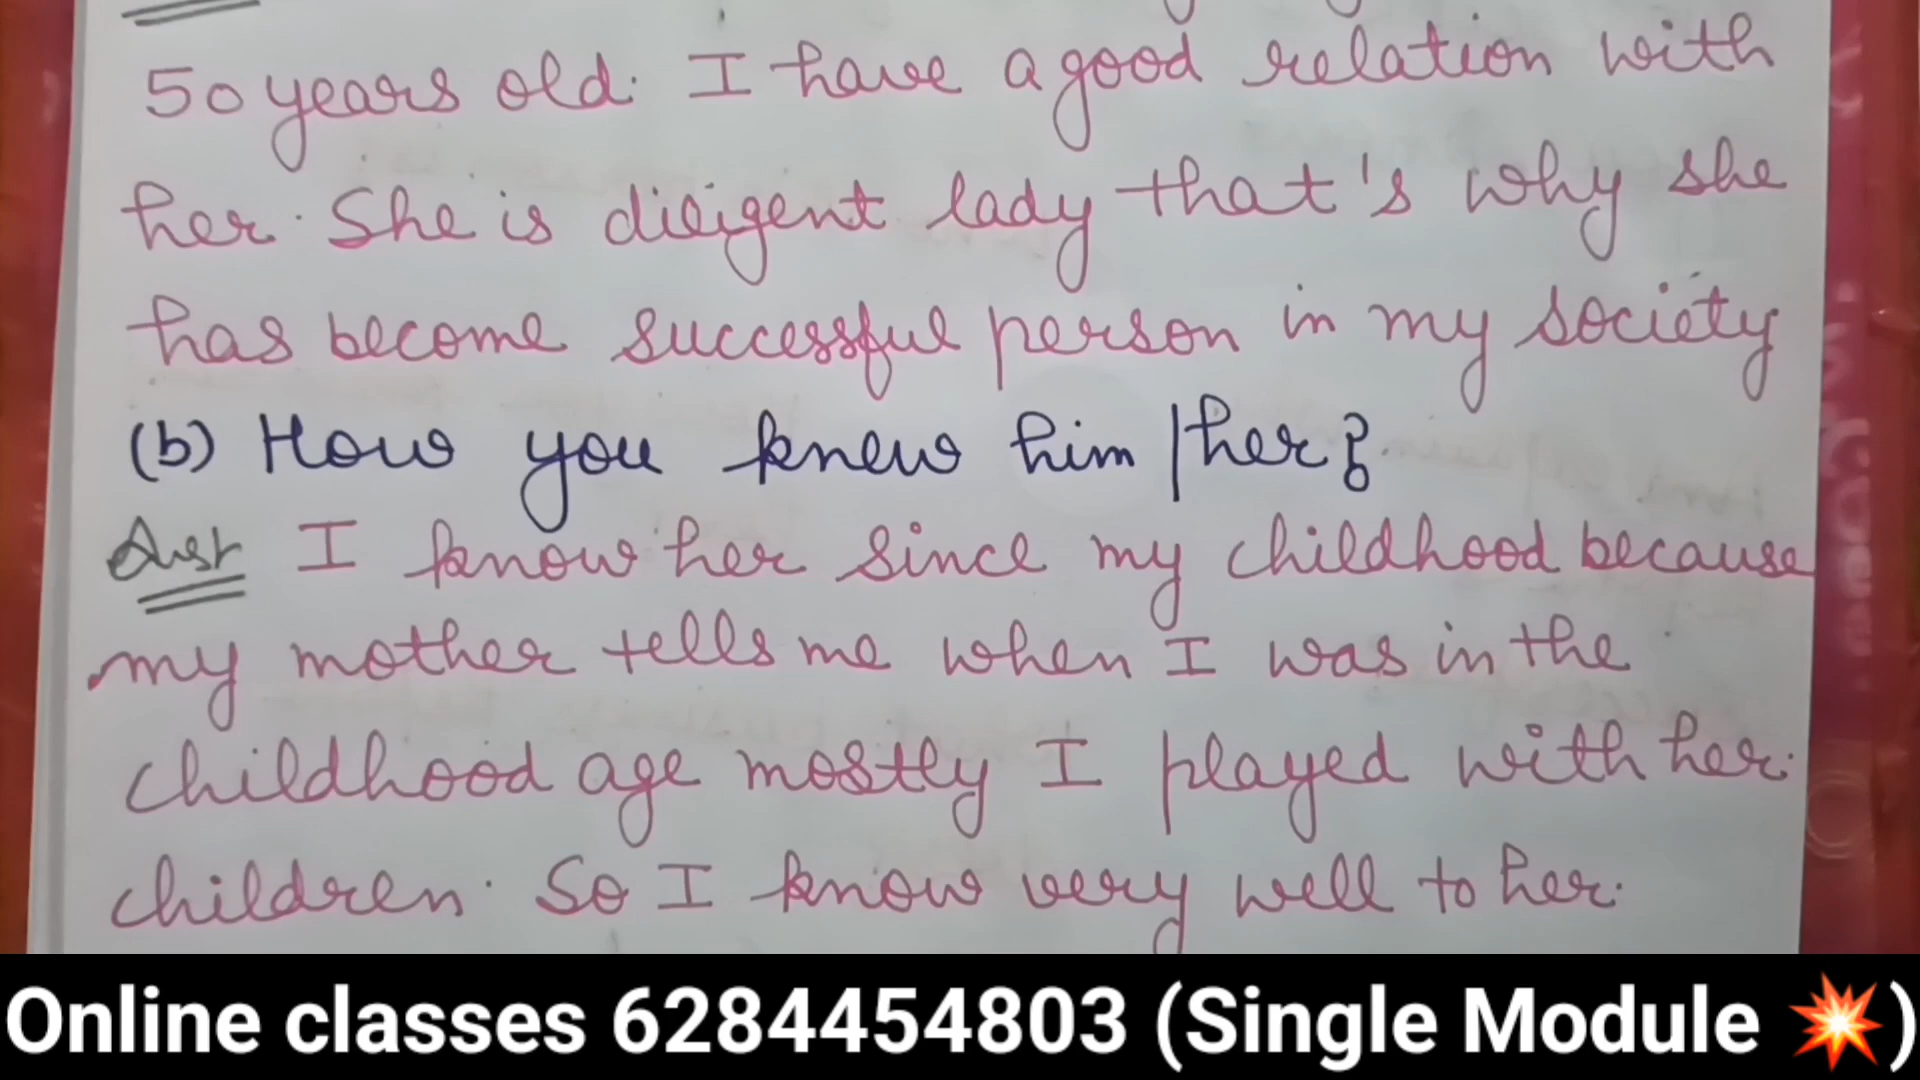 50 years old. I have a good relation with
her. She is diligent lady that's why she
has become successful person in my society
(b) How you knew him/her?
Ans:- I know her since my childhood because
my mother tells me when I was in the
childhood age mostly I played with her.
children. So I know very well to her.
Online classes 6284454803 (Single Module 💥)